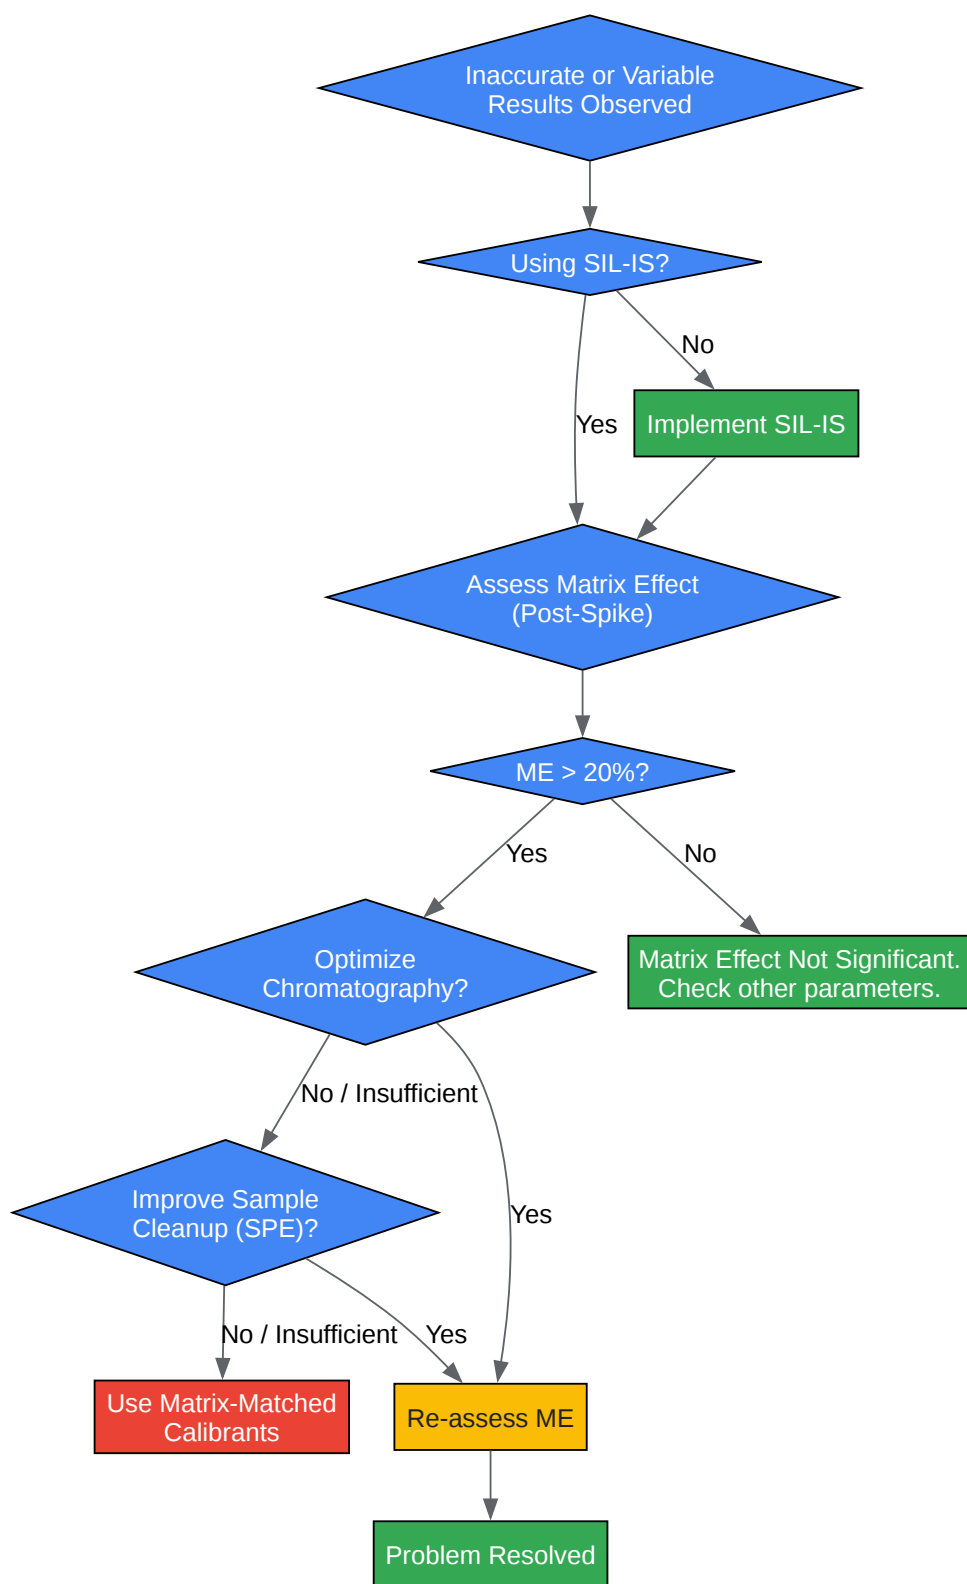 Inaccurate or Variable
Results Observed
Using SIL-IS?
No
Implement SIL-IS
Yes
Assess Matrix Effect
(Post-Spike)
ME > 20%?
Yes
No
Optimize
Chromatography?
Matrix Effect Not Significant.
Check other parameters.
No / Insufficient
Improve Sample
Cleanup (SPE)?
Yes
No / Insufficient
Yes
Use Matrix-Matched
Calibrants
Re-assess ME
Problem Resolved